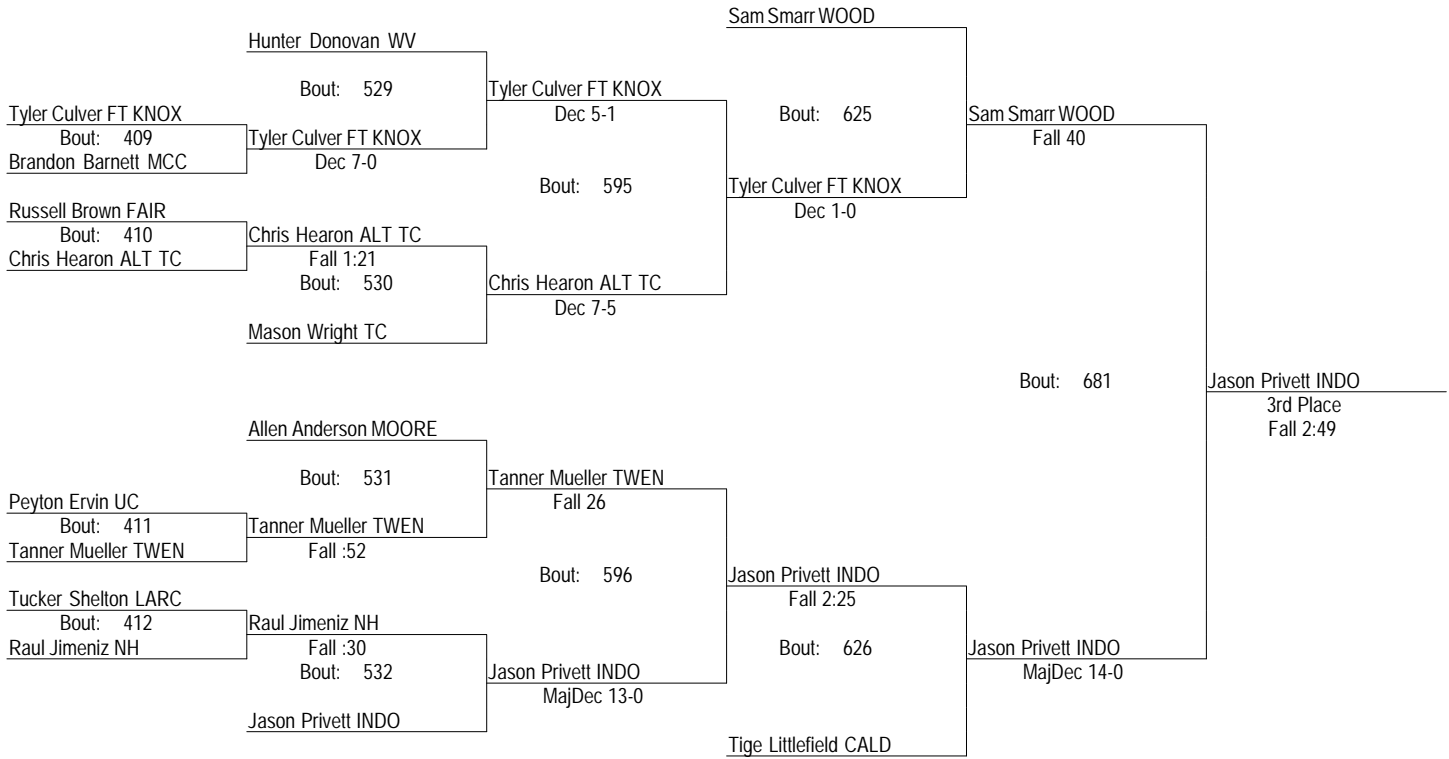 Sam Smarr WOOD
Hunter Donovan WV
Bout: 529
Tyler Culver FT KNOX
Dec 5-1
Tyler Culver FT KNOX
Bout: 409
Brandon Barnett MCC
Tyler Culver FT KNOX
Dec 7-0
Bout: 625
Sam Smarr WOOD
Fall 40
Bout: 595
Tyler Culver FT KNOX
Dec 1-0
Russell Brown FAIR
Bout: 410
Chris Hearon ALT TC
Chris Hearon ALT TC
Fall 1:21
Bout: 530
Chris Hearon ALT TC
Dec 7-5
Mason Wright TC
Bout: 681
Jason Privett INDO
3rd Place
Fall 2:49
Allen Anderson MOORE
Bout: 531
Tanner Mueller TWEN
Fall 26
Peyton Ervin UC
Bout: 411
Tanner Mueller TWEN
Tanner Mueller TWEN
Fall :52
Bout: 596
Jason Privett INDO
Fall 2:25
Tucker Shelton LARC
Bout: 412
Raul Jimeniz NH
Raul Jimeniz NH
Fall :30
Bout: 532
Jason Privett INDO
MajDec 13-0
Bout: 626
Jason Privett INDO
MajDec 14-0
Jason Privett INDO
Tige Littlefield CALD